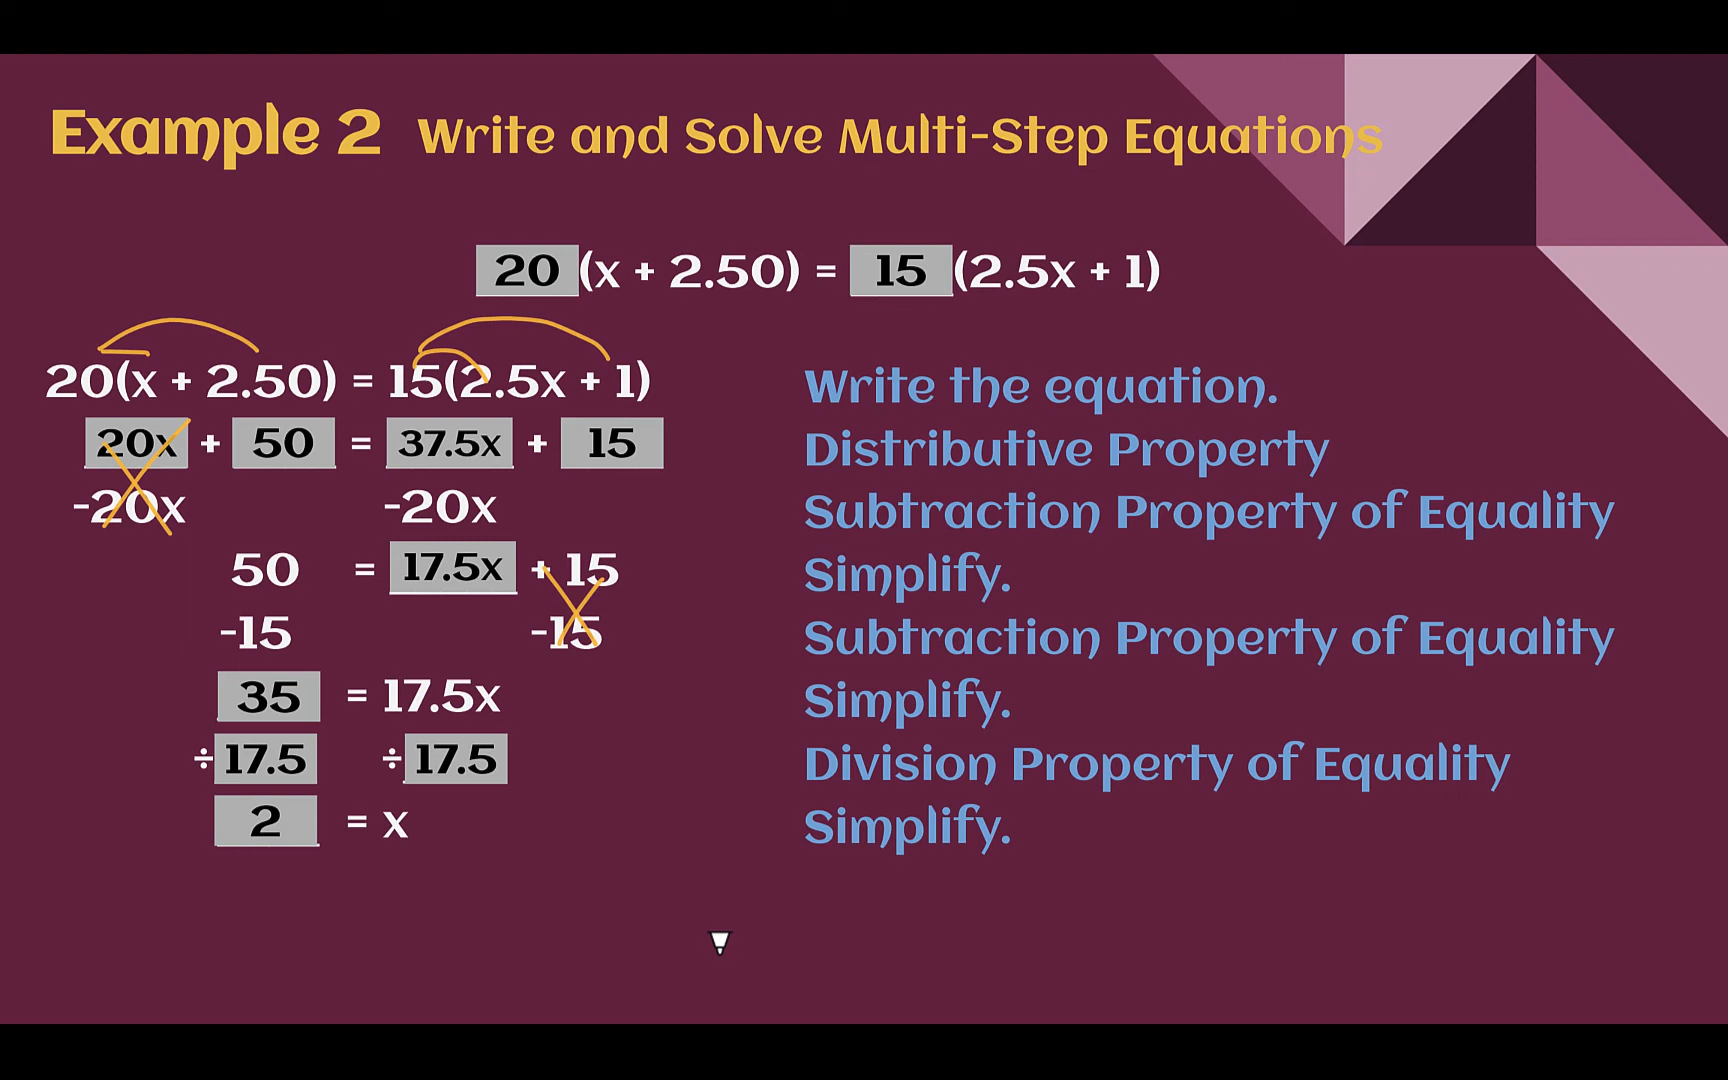 Example 2 Write and Solve Multi-Step Equations
20(x + 2.50) = 15(2.5x + 1)
20(x + 2.50) = 15(2.5x + 1) Write the equation.
20x + 50 = 37.5x + 15 Distributive Property
-20x -20x Subtraction Property of Equality
50 = 17.5x + 15 Simplify.
-15 -15 Subtraction Property of Equality
35 = 17.5x Simplify.
÷17.5 ÷17.5 Division Property of Equality
2 = x Simplify.